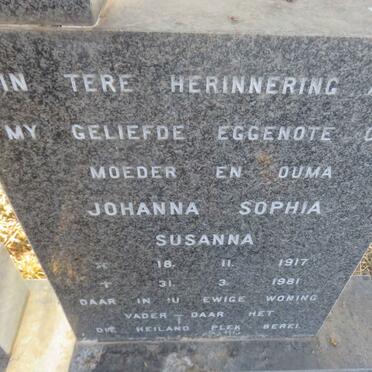 IN TERE HERINNERING A
MY GELIEFDE EGGENOTE
MOEDER EN OUMA
JOHANNA SOPHIA
SUSANNA
* 18. 11. 1917
† 31. 3. 1981
DAAR IN U EWIGE WONING
VADER DAAR HET
DIE HEILAND PLEK BEREI